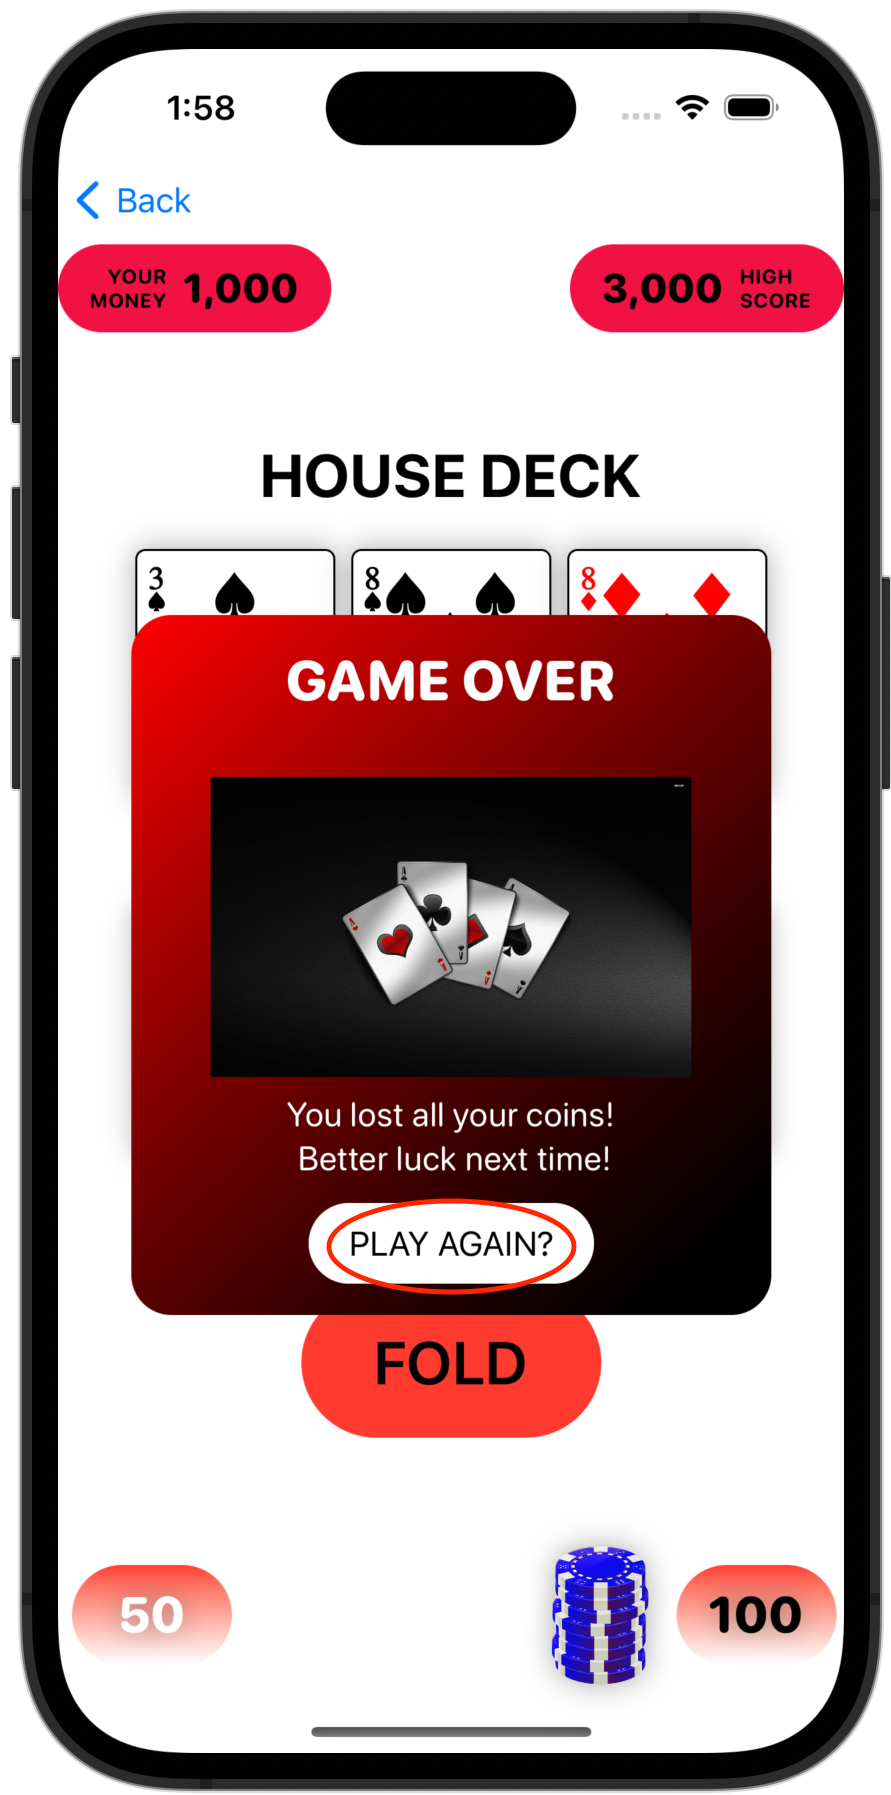 1:58
Back
YOUR
MONEY
1,000
3,000
HIGH
SCORE
HOUSE DECK
3
8
8
GAME OVER
A
A
A
A
A
You lost all your coins!
Better luck next time!
PLAY AGAIN?
FOLD
50
100